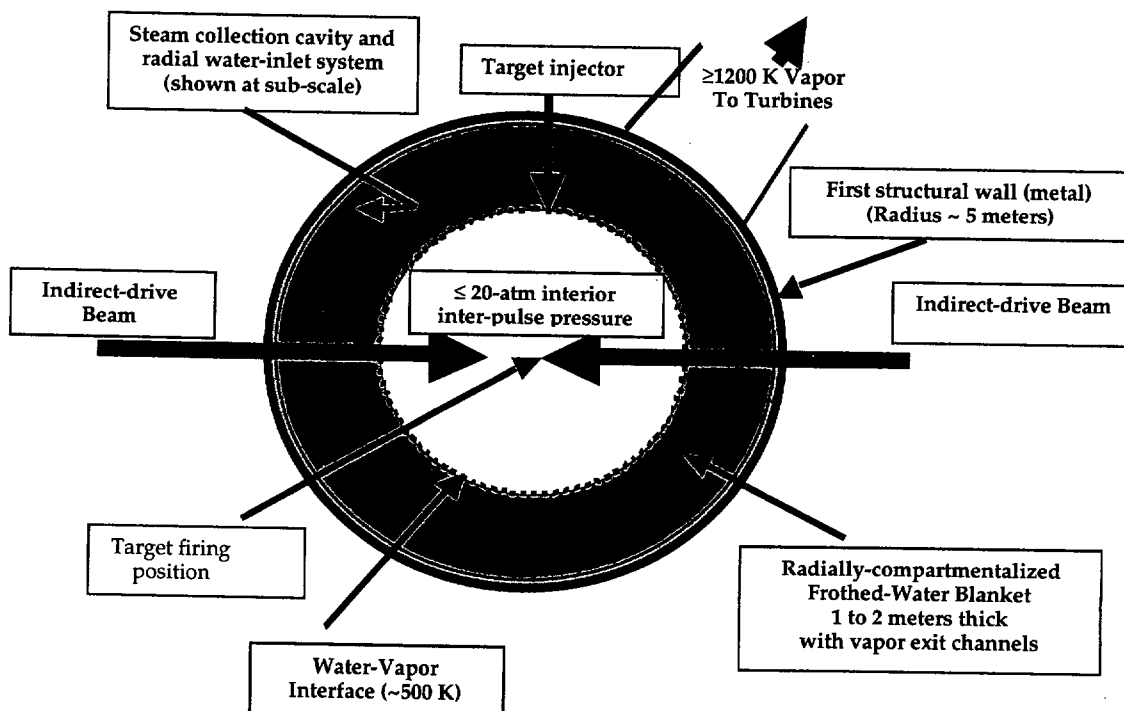 Steam collection cavity and
radial water-inlet system
(shown at sub-scale)
Target injector
≥1200 K Vapor
To Turbines
First structural wall (metal)
(Radius ~ 5 meters)
Indirect-drive
Beam
≤ 20-atm interior
inter-pulse pressure
Indirect-drive Beam
Target firing
position
Radially-compartmentalized
Frothed-Water Blanket
1 to 2 meters thick
with vapor exit channels
Water-Vapor
Interface (~500 K)